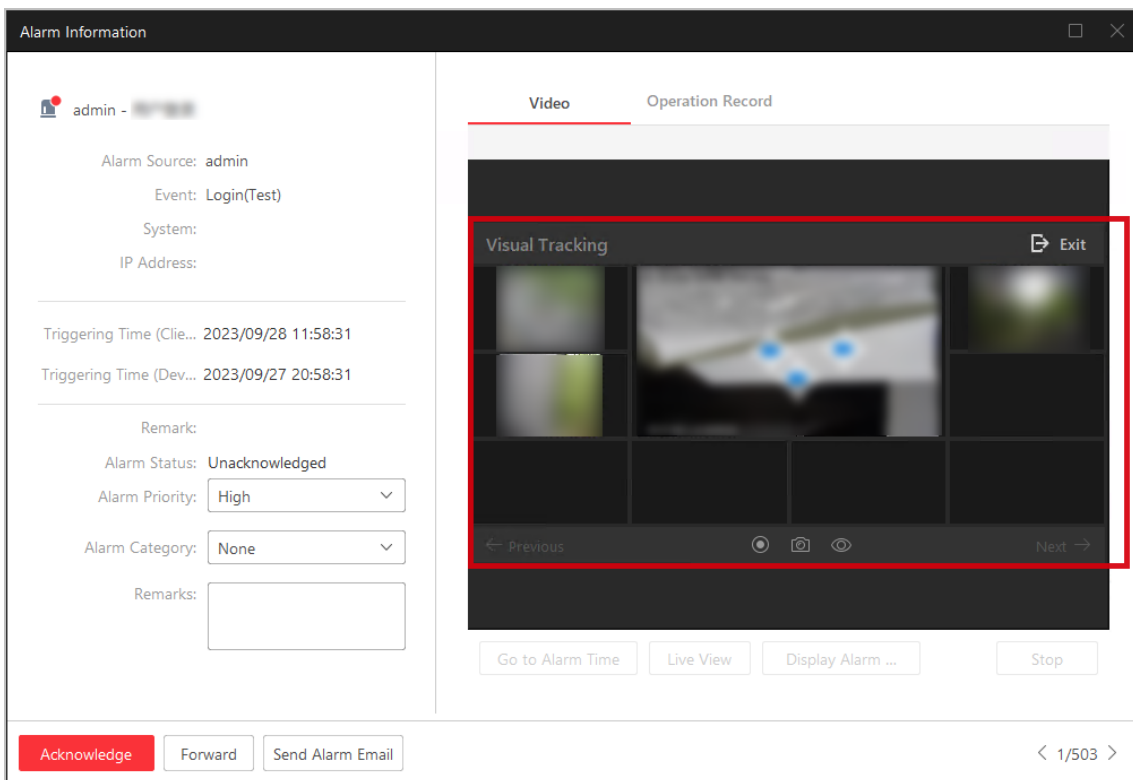 Alarm Information
admin -
Alarm Source: admin
Event: Login(Test)
System:
IP Address:
Triggering Time (Clie... 2023/09/28 11:58:31
Triggering Time (Dev... 2023/09/27 20:58:31
Remark:
Alarm Status: Unacknowledged
Alarm Priority: High
Alarm Category: None
Remarks:
Video
Operation Record
Visual Tracking
Exit
Previous
Next
Go to Alarm Time
Live View
Display Alarm ...
Stop
Acknowledge
Forward
Send Alarm Email
1/503